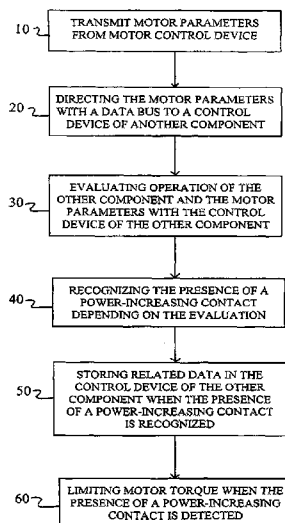 10
TRANSMIT MOTOR PARAMETERS
FROM MOTOR CONTROL DEVICE
20
DIRECTING THE MOTOR PARAMETERS
WITH A DATA BUS TO A CONTROL
DEVICE OF ANOTHER COMPONENT
30
EVALUATING OPERATION OF THE
OTHER COMPONENT AND THE MOTOR
PARAMETERS WITH THE CONTROL
DEVICE OF THE OTHER COMPONENT
40
RECOGNIZING THE PRESENCE OF A
POWER-INCREASING CONTACT
DEPENDING ON THE EVALUATION
50
STORING RELATED DATA IN THE
CONTROL DEVICE OF THE OTHER
COMPONENT WHEN THE PRESENCE
OF A POWER-INCREASING CONTACT
IS RECOGNIZED
60
LIMITING MOTOR TORQUE WHEN THE
PRESENCE OF A POWER-INCREASING
CONTACT IS DETECTED